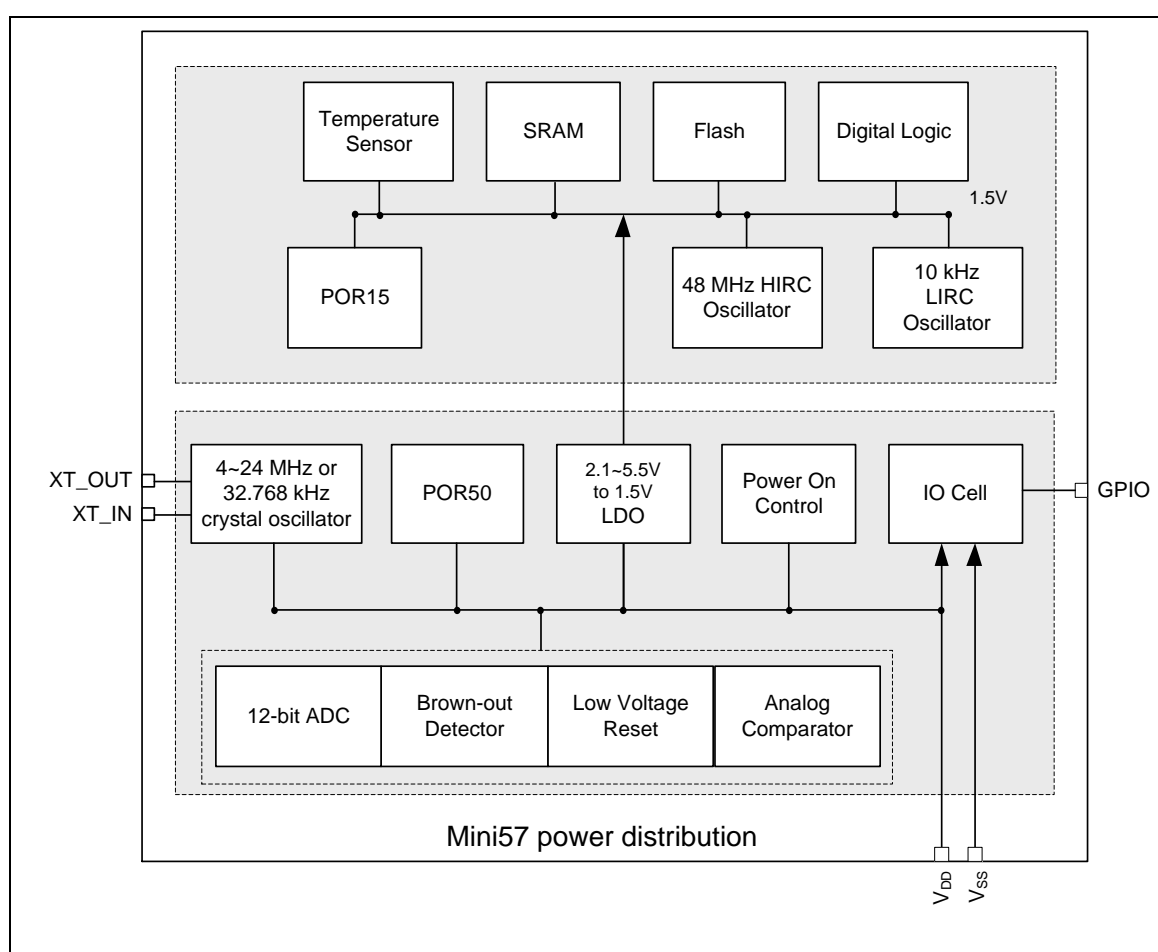 Temperature
Sensor
SRAM
Flash
Digital Logic
1.5V
POR15
48 MHz HIRC
Oscillator
10 kHz
LIRC
Oscillator
XT_OUT
XT_IN
4~24 MHz or
32.768 kHz
crystal oscillator
POR50
2.1~5.5V
to 1.5V
LDO
Power On
Control
IO Cell
GPIO
12-bit ADC
Brown-out
Detector
Low Voltage
Reset
Analog
Comparator
Mini57 power distribution
VDD
VSS